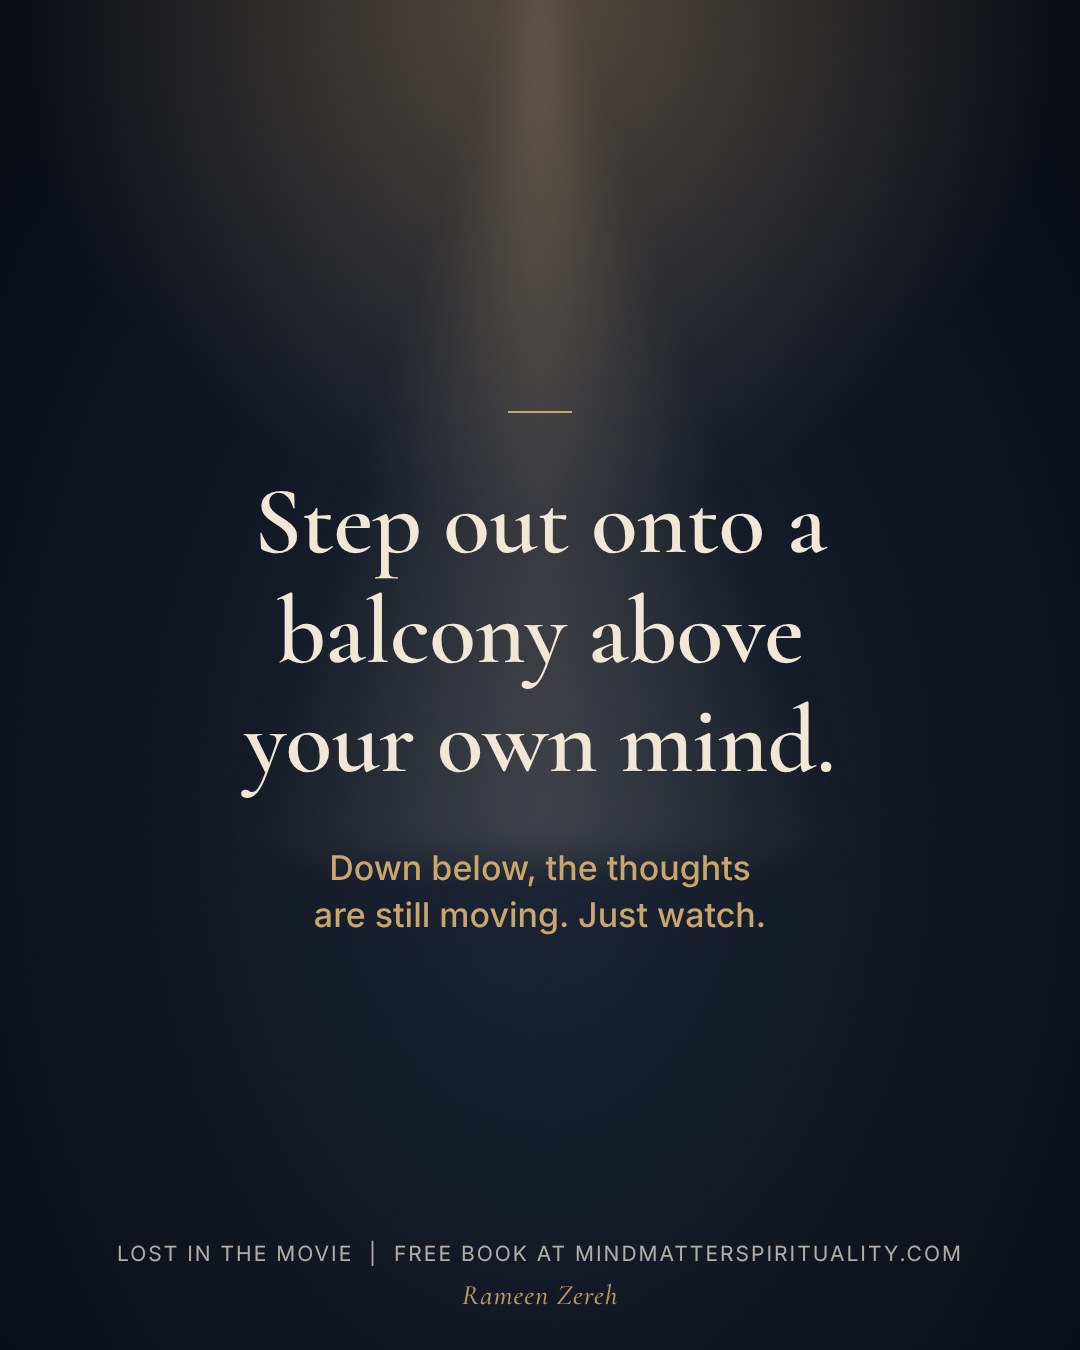 Step out onto a
balcony above
your own mind.
Down below, the thoughts
are still moving. Just watch.
LOST IN THE MOVIE | FREE BOOK AT MINDMATTERSPIRITUALITY.COM
Rameen Zereh